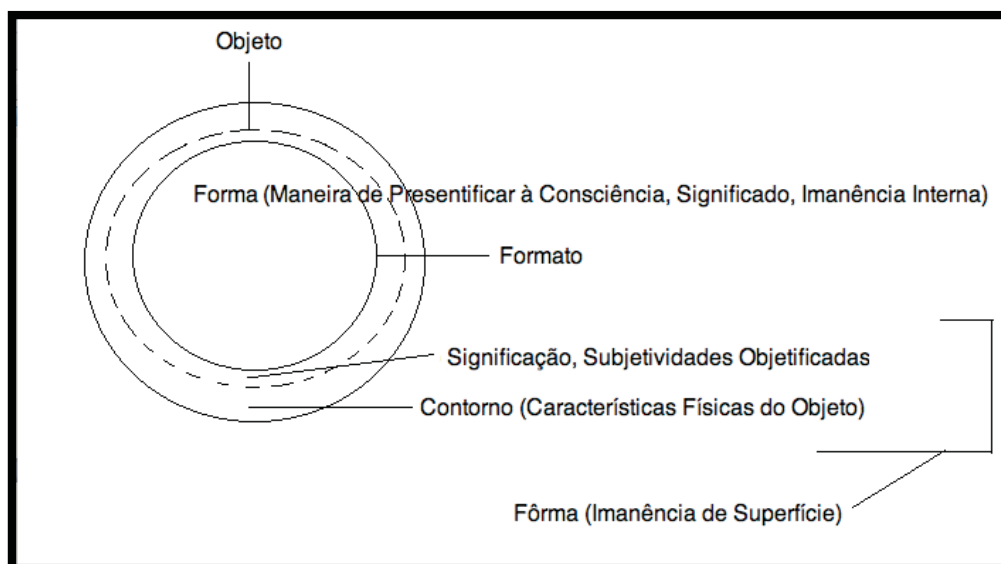 Objeto
Forma (Maneira de Presentificar à Consciência, Significado, Imanência Interna)
Formato
Significação, Subjetividades Objetificadas
Contorno (Características Físicas do Objeto)
Fôrma (Imanência de Superfície)